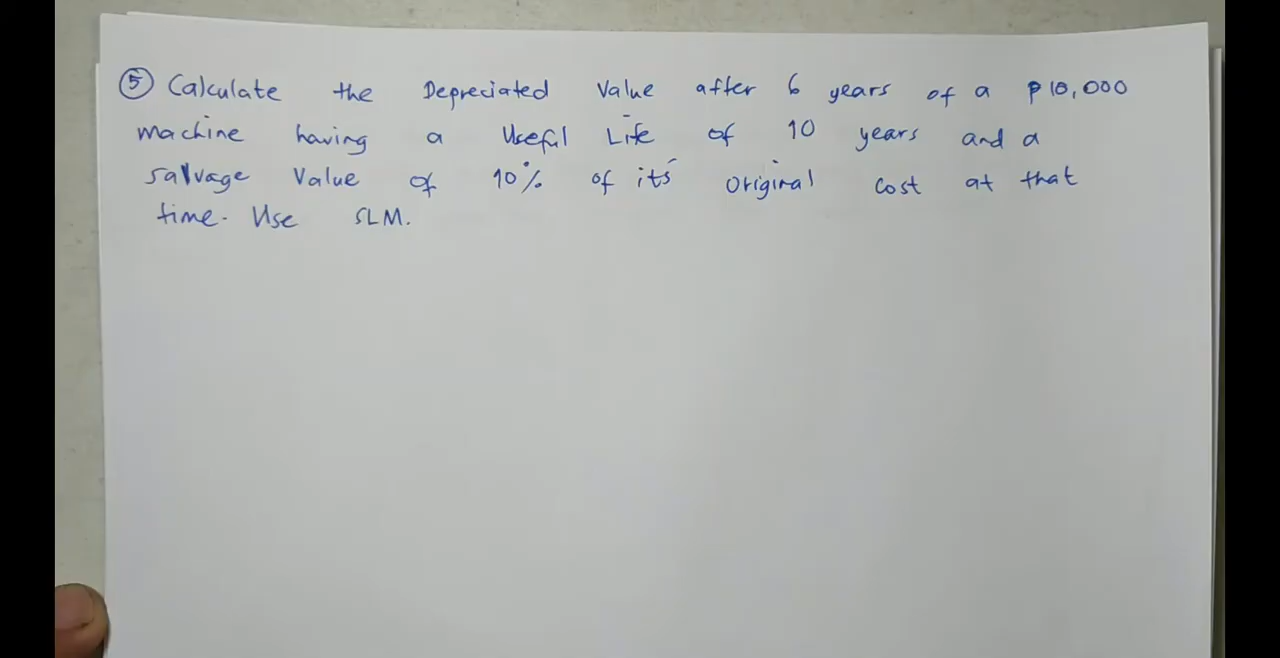 ⑤ Calculate the Depreciated Value after 6 years of a ₱10,000
machine having a Useful Life of 10 years and a
salvage Value of 10% of it's original cost at that
time. Use SLM.